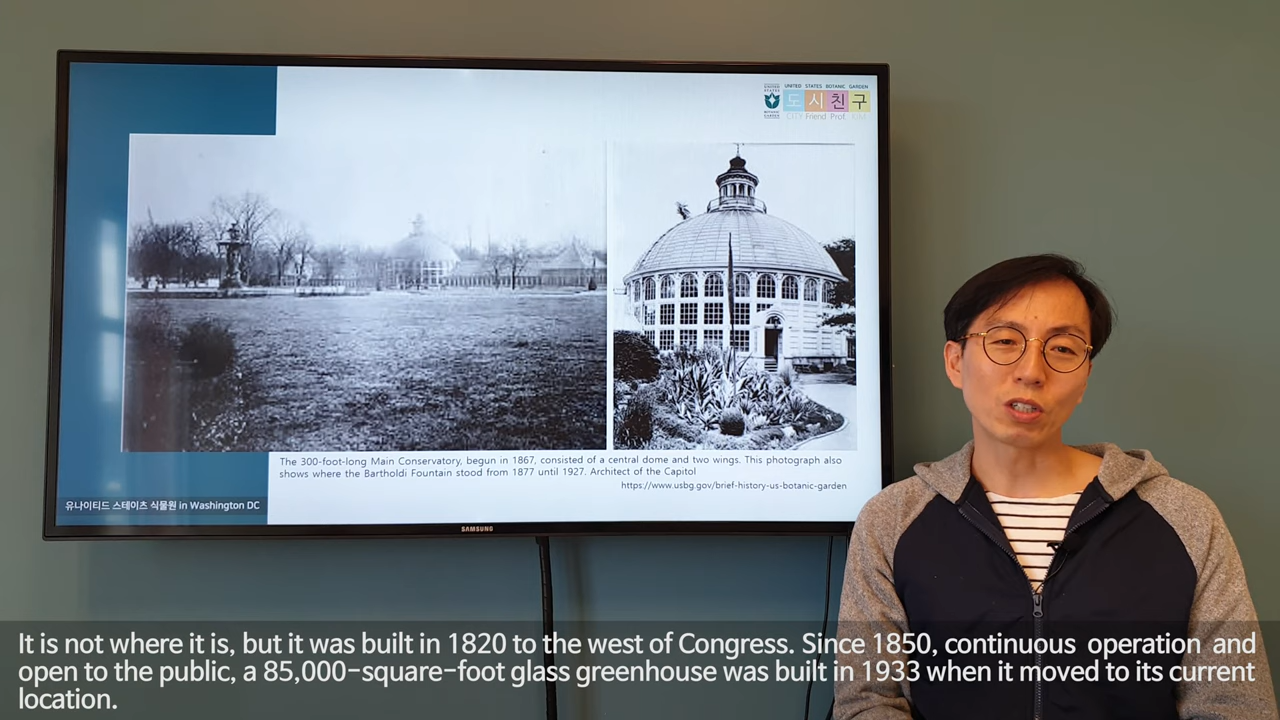 UNITED STATES BOTANIC GARDEN
UNITED STATES BOTANIC GARDEN
도시친구
CITY Friend Prof. KIM
The 300-foot-long Main Conservatory, begun in 1867, consisted of a central dome and two wings. This photograph also
shows where the Bartholdi Fountain stood from 1877 until 1927. Architect of the Capitol
https://www.usbg.gov/brief-history-us-botanic-garden
유나이티드 스테이츠 식물원 in Washington DC
SAMSUNG
It is not where it is, but it was built in 1820 to the west of Congress. Since 1850, continuous operation and
open to the public, a 85,000-square-foot glass greenhouse was built in 1933 when it moved to its current
location.